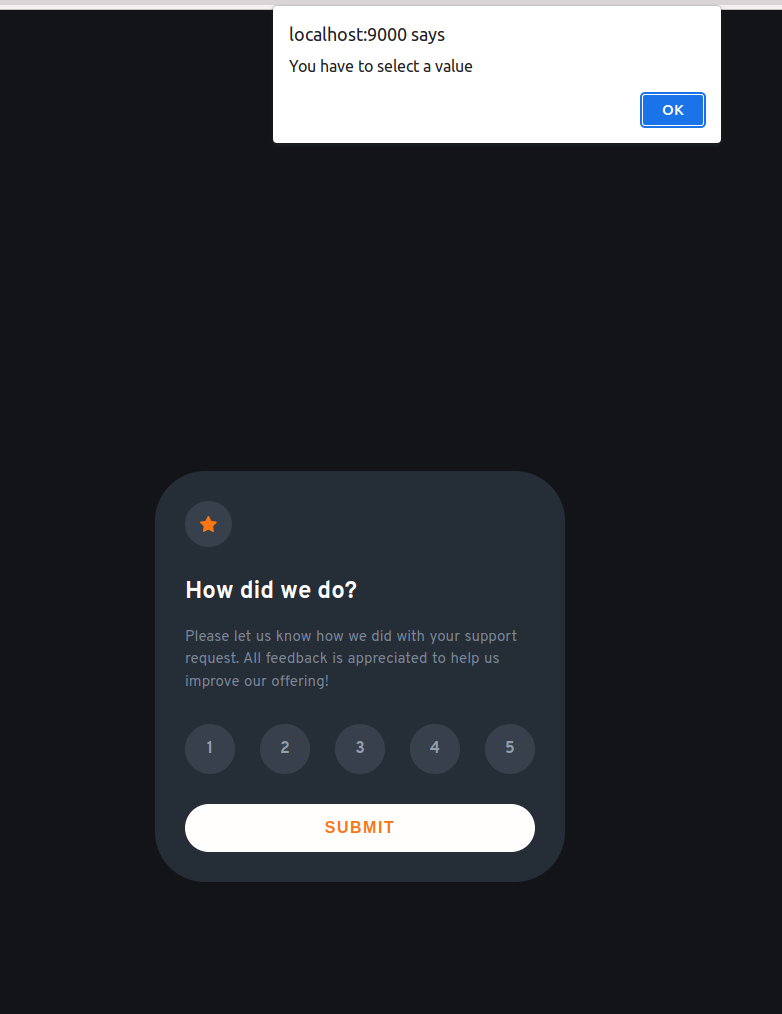 localhost:9000 says
You have to select a value
OK
How did we do?
Please let us know how we did with your support
request. All feedback is appreciated to help us
improve our offering!
1 2 3 4 5
SUBMIT